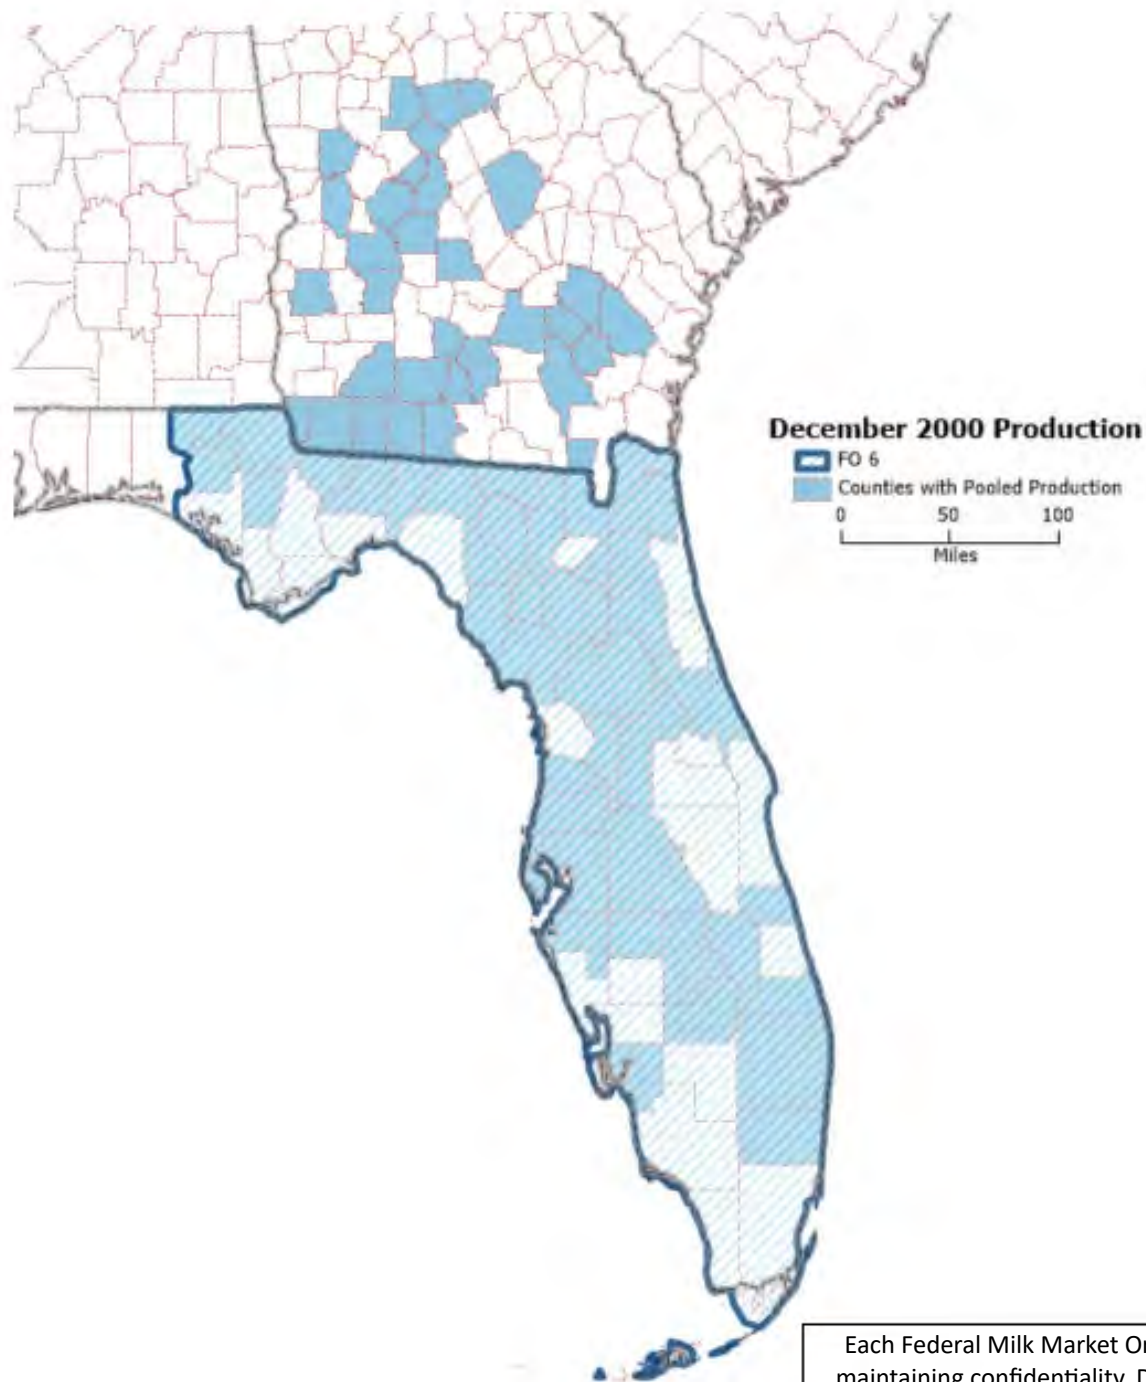 December 2000 Production
FO 6
Counties with Pooled Production
0 50 100
Miles
Each Federal Milk Market Or
maintaining confidentiality. D